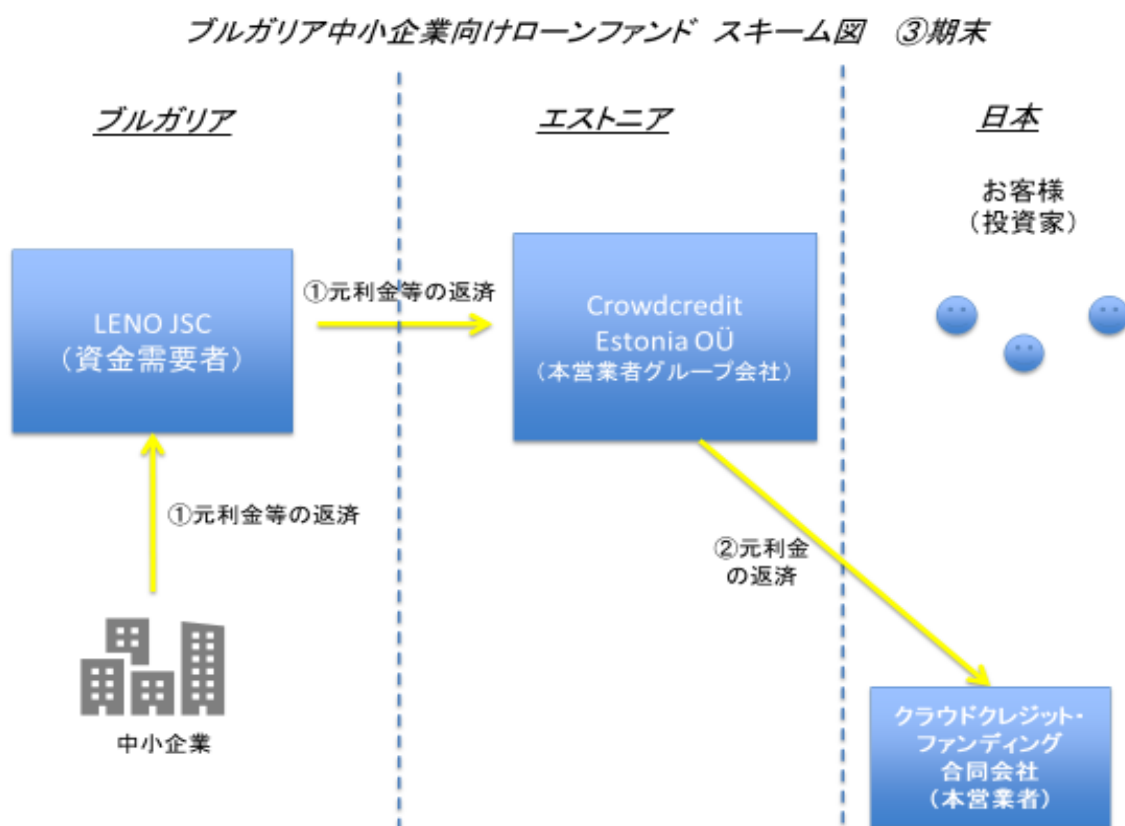 ブルガリア中小企業向けローンファンド スキーム図　③期末
ブルガリア
エストニア
日本
お客様
（投資家）
LENO JSC
（資金需要者）
①元利金等の返済
Crowdcredit
Estonia OÜ
（本営業者グループ会社）
①元利金等の返済
②元利金
の返済
中小企業
クラウドクレジット・
ファンディング
合同会社
（本営業者）